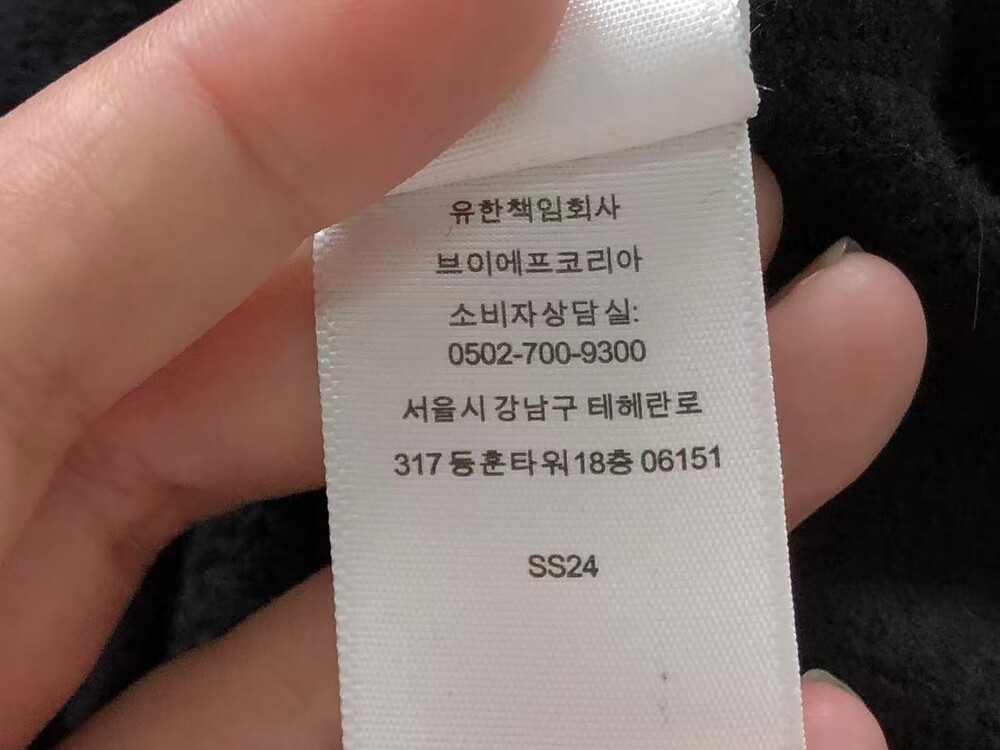 유한책임회사
브이에프코리아
소비자상담실:
0502-700-9300
서울시 강남구 테헤란로
317 동훈타워 18층 06151
SS24